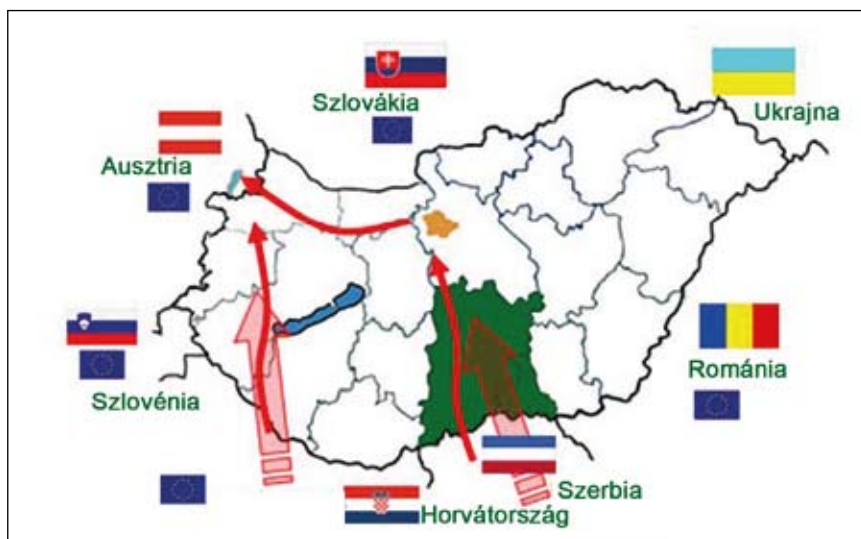 Szlovákia
Ukrajna
Ausztria
Románia
Szlovénia
Szerbia
Horvátország